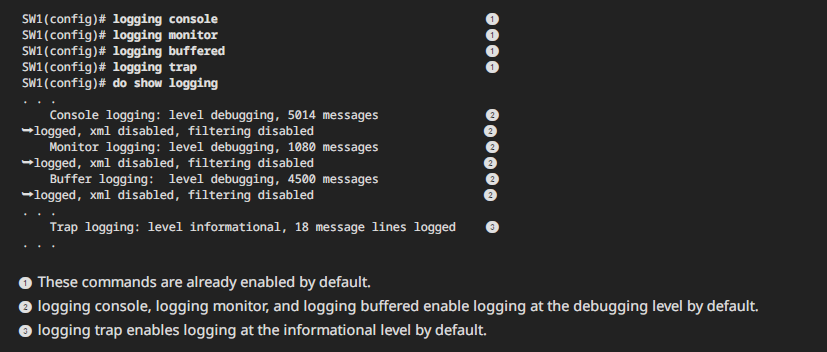 SW1(config)# logging console ①
SW1(config)# logging monitor ①
SW1(config)# logging buffered ①
SW1(config)# logging trap ①
SW1(config)# do show logging
. . .
Console logging: level debugging, 5014 messages ②
➥logged, xml disabled, filtering disabled ②
Monitor logging: level debugging, 1080 messages ②
➥logged, xml disabled, filtering disabled ②
Buffer logging:  level debugging, 4500 messages ②
➥logged, xml disabled, filtering disabled ②
. . .
Trap logging: level informational, 18 message lines logged ③
. . .
① These commands are already enabled by default.
② logging console, logging monitor, and logging buffered enable logging at the debugging level by default.
③ logging trap enables logging at the informational level by default.